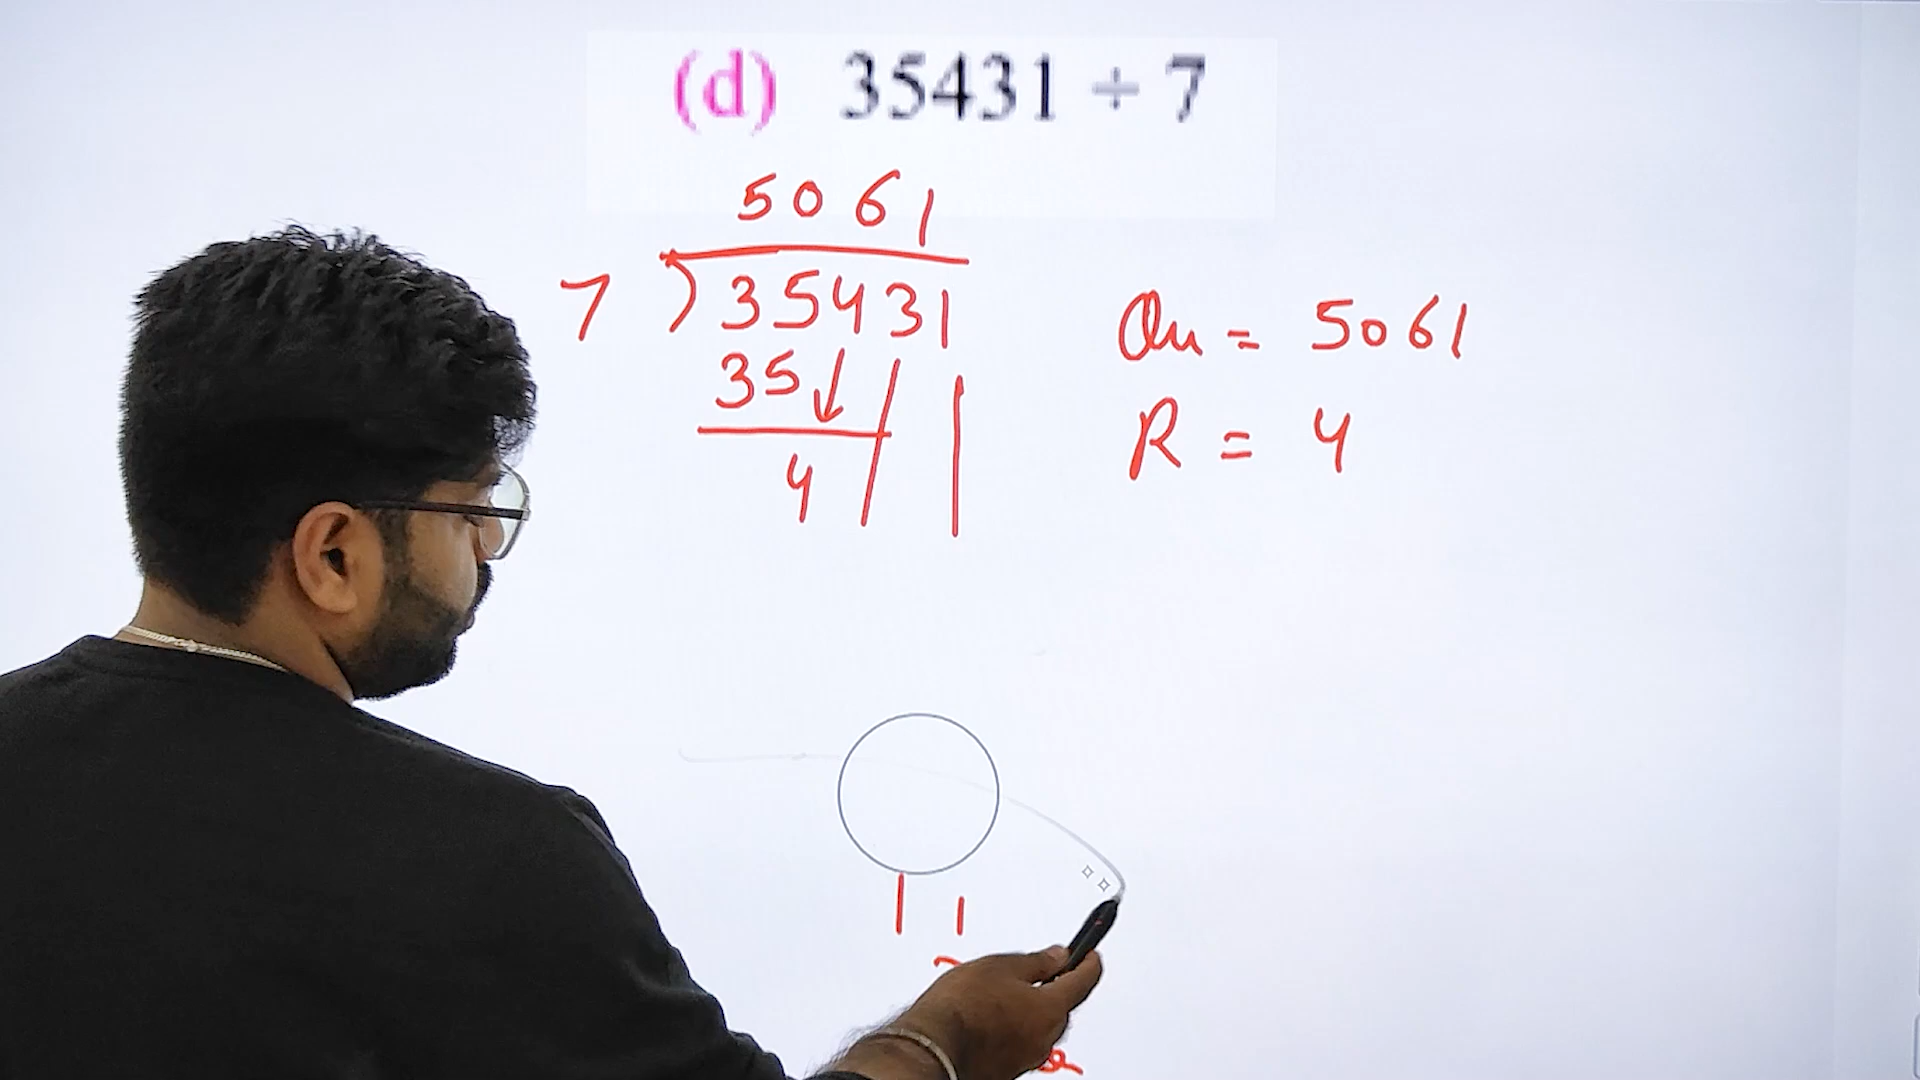 (d) 35431 ÷ 7
5061
7 ) 35431
35
4
Qu = 5061
R = 4
1 1